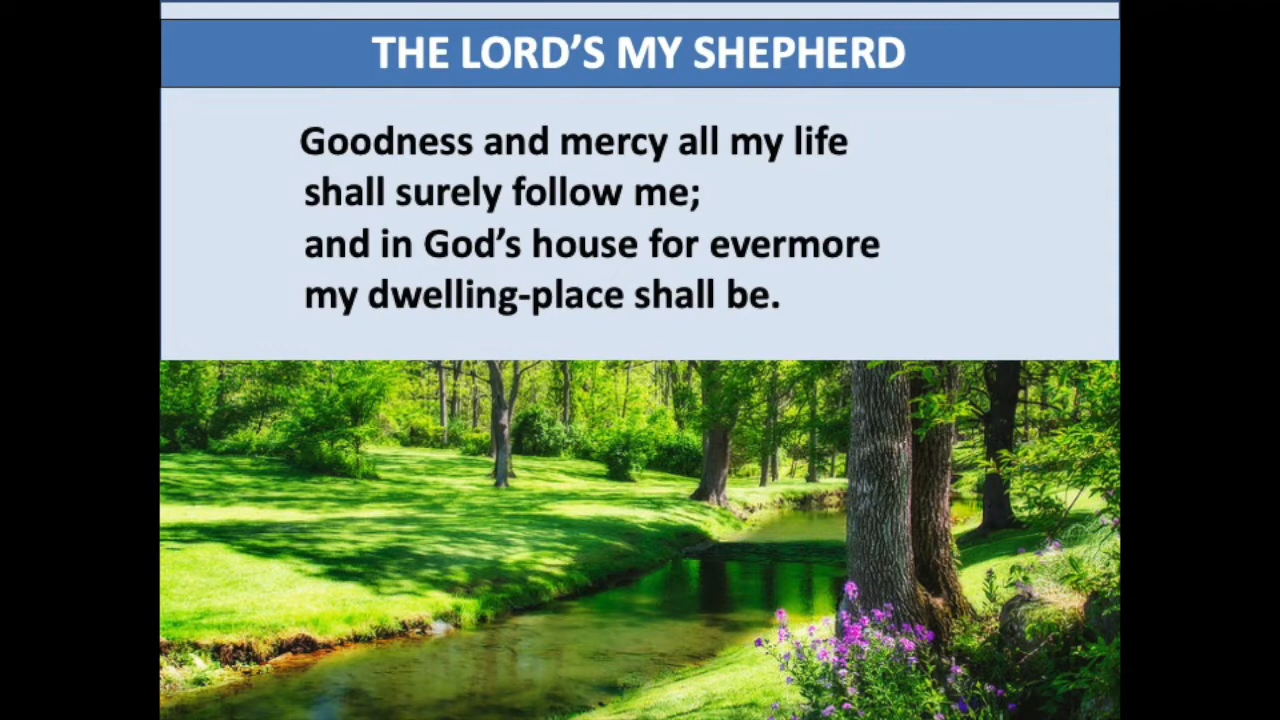 THE LORD’S MY SHEPHERD
Goodness and mercy all my life
shall surely follow me;
and in God’s house for evermore
my dwelling-place shall be.